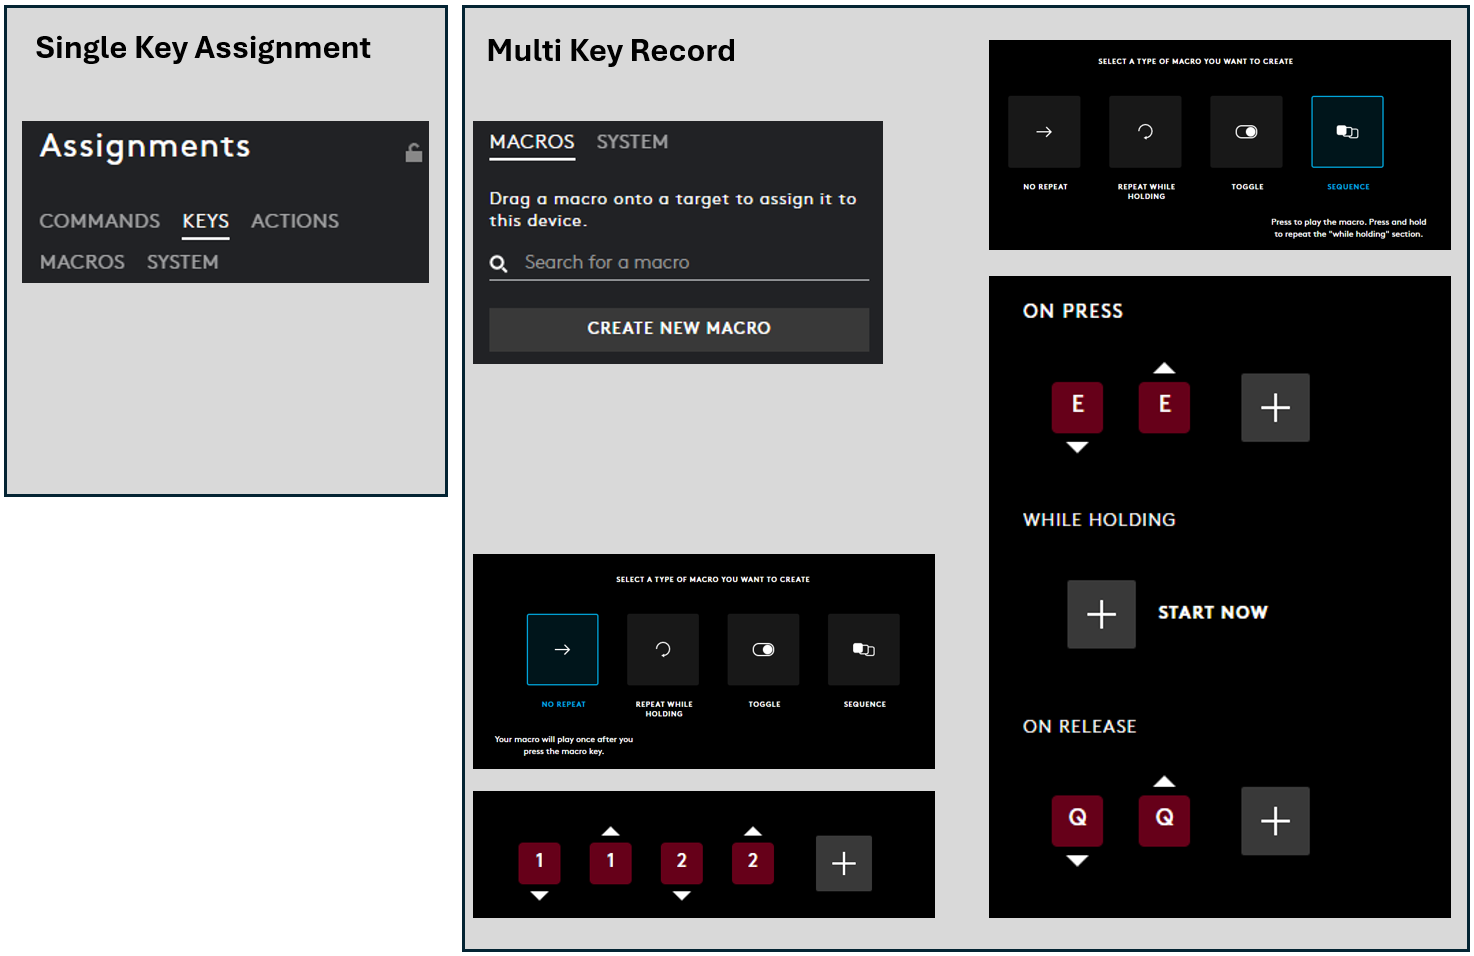 Single Key Assignment
Assignments
COMMANDS KEYS ACTIONS
MACROS SYSTEM
Multi Key Record
MACROS SYSTEM
Drag a macro onto a target to assign it to
this device.
Search for a macro
CREATE NEW MACRO
SELECT A TYPE OF MACRO YOU WANT TO CREATE
NO REPEAT
REPEAT WHILE
HOLDING
TOGGLE
SEQUENCE
Your macro will play once after you
press the macro key.
1 1 2 2
SELECT A TYPE OF MACRO YOU WANT TO CREATE
NO REPEAT
REPEAT WHILE
HOLDING
TOGGLE
SEQUENCE
Press to play the macro. Press and hold
to repeat the "while holding" section.
ON PRESS
E E
WHILE HOLDING
START NOW
ON RELEASE
Q Q